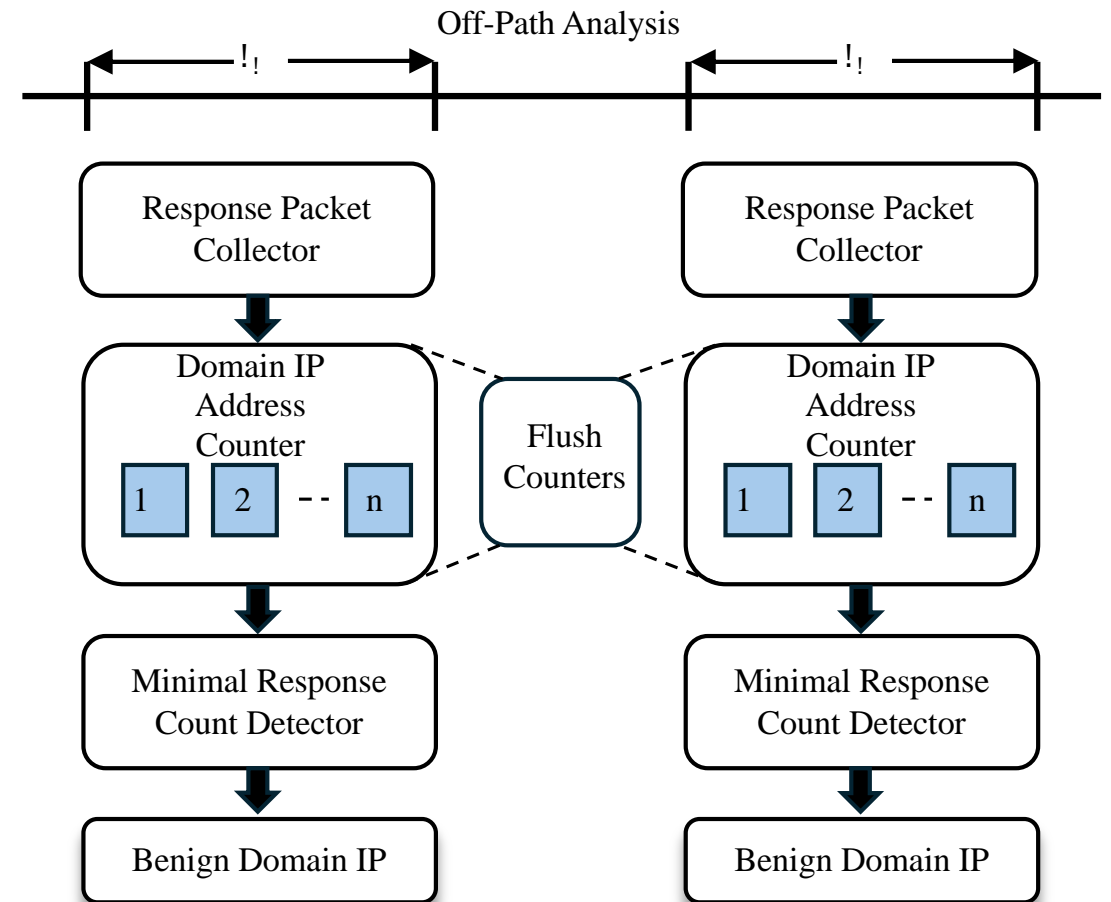 Off-Path Analysis
!!
!!
Response Packet
Collector
Response Packet
Collector
Domain IP
Address
Counter
1 2 -- n
Flush
Counters
Domain IP
Address
Counter
1 2 -- n
Minimal Response
Count Detector
Minimal Response
Count Detector
Benign Domain IP
Benign Domain IP